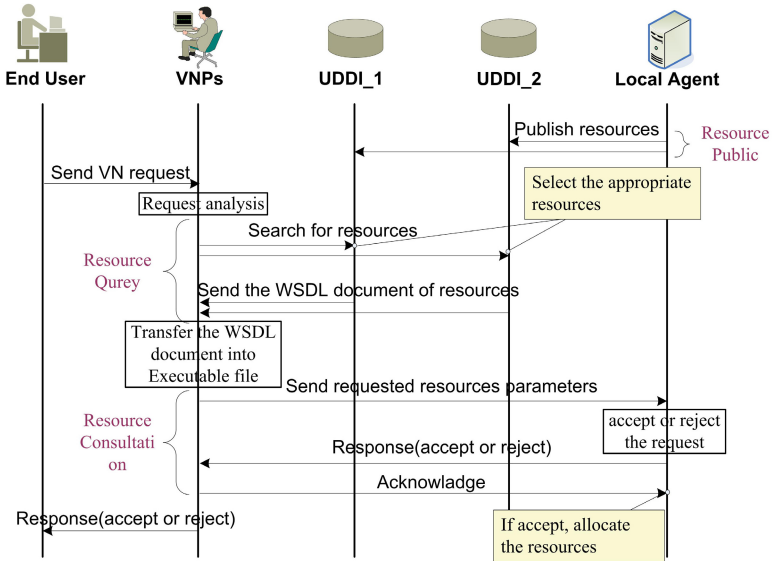 End User
VNPs
UDDI_1
UDDI_2
Local Agent
Publish resources
Resource
Public
Send VN request
Select the appropriate
resources
Request analysis
Search for resources
Resource
Qurey
Send the WSDL document of resources
Transfer the WSDL
document into
Executable file
Send requested resources parameters
Resource
Consultati
on
accept or reject
the request
Response(accept or reject)
Acknowladge
Response(accept or reject)
If accept, allocate
the resources